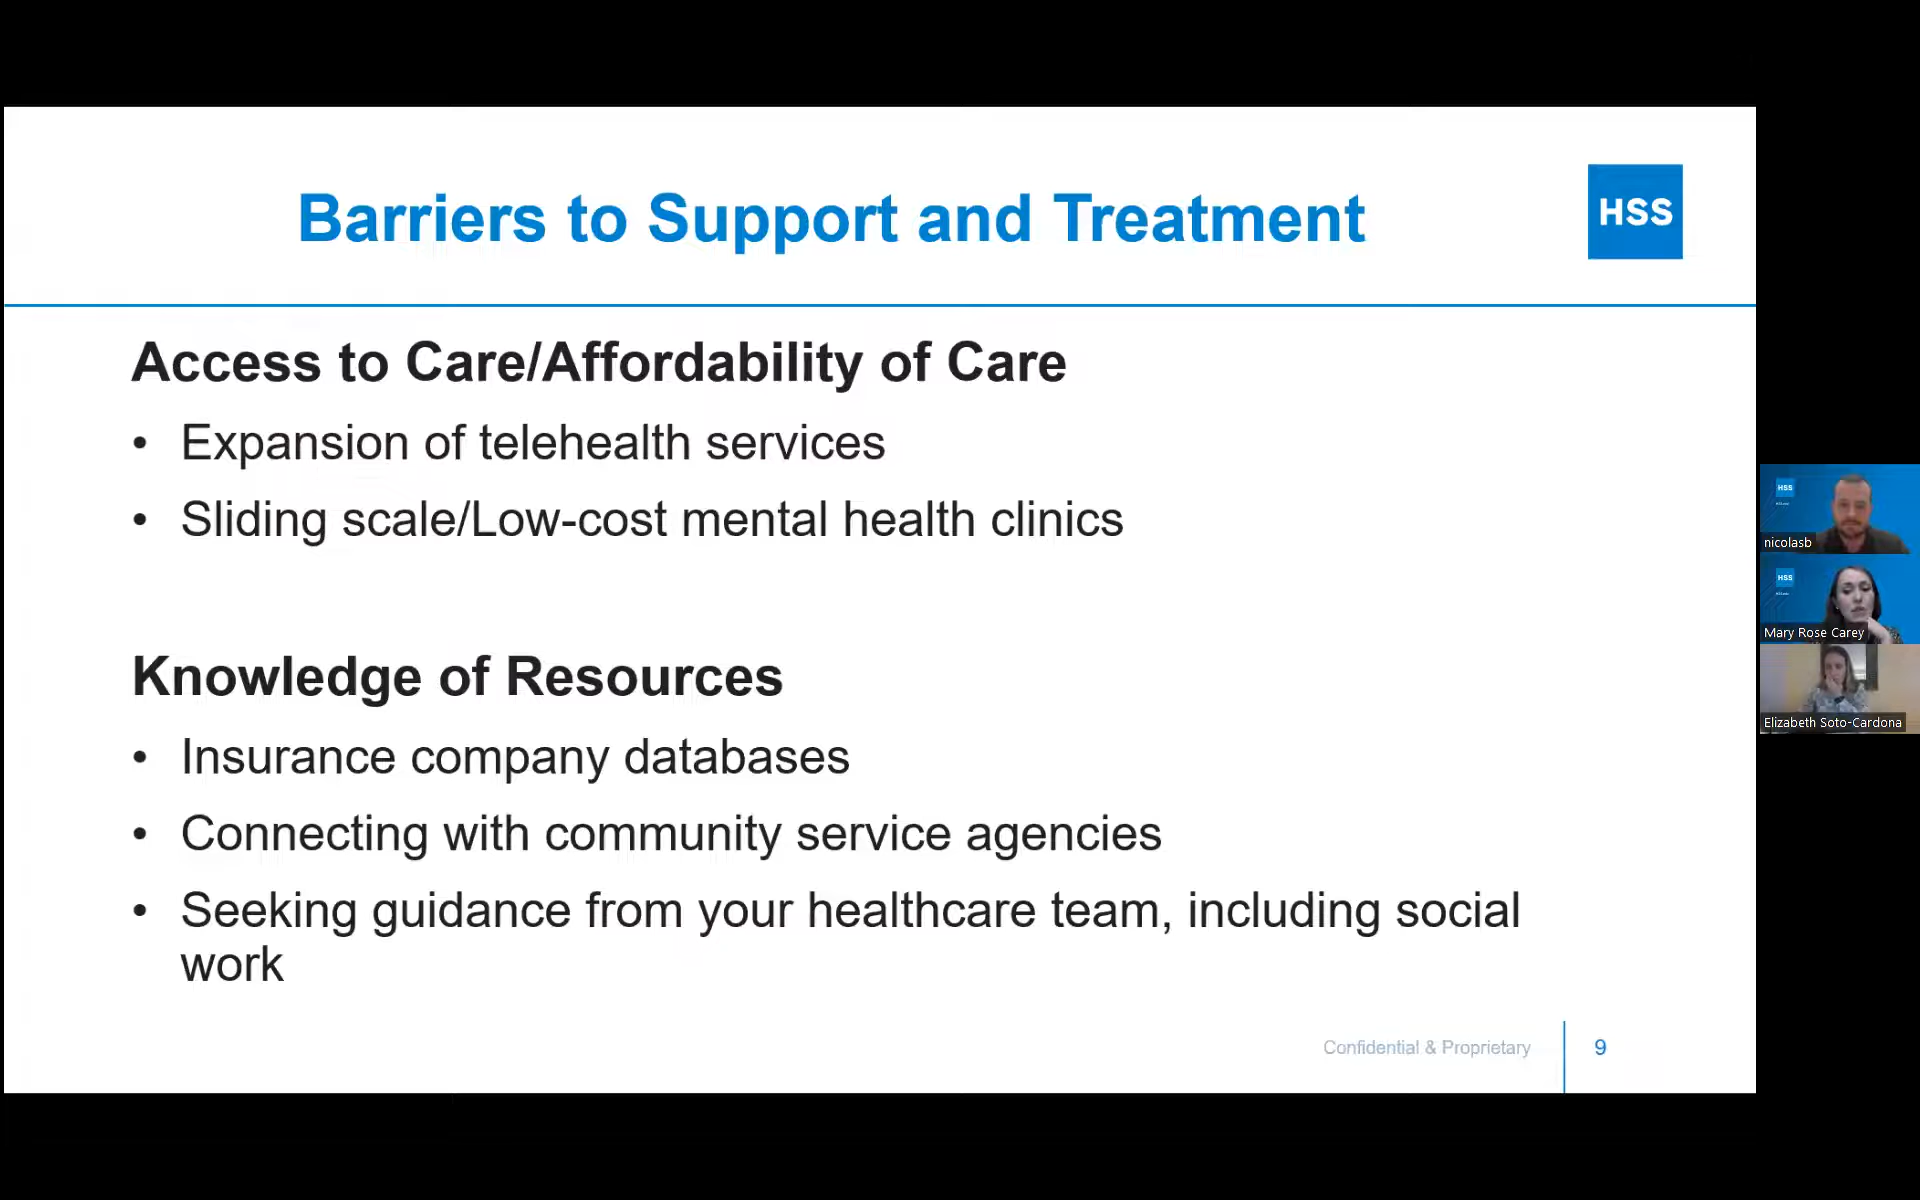 Barriers to Support and Treatment
HSS
Access to Care/Affordability of Care
• Expansion of telehealth services
• Sliding scale/Low-cost mental health clinics
Knowledge of Resources
• Insurance company databases
• Connecting with community service agencies
• Seeking guidance from your healthcare team, including social
work
Confidential & Proprietary
9
HSS
nicolasb
HSS
Mary Rose Carey
Elizabeth Soto-Cardona